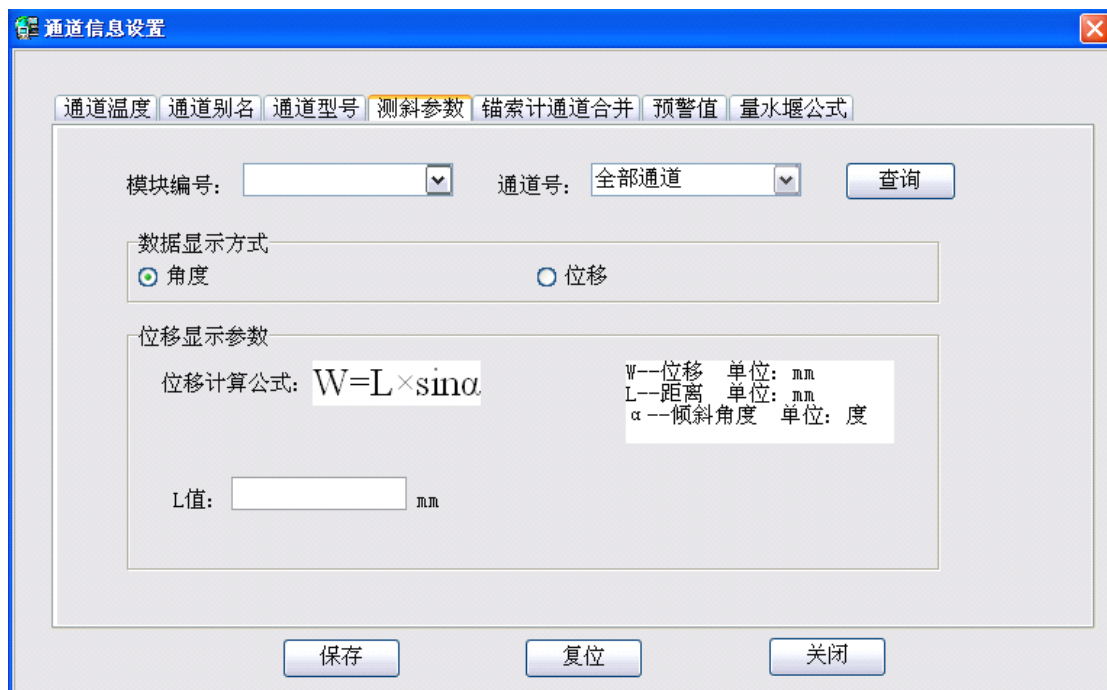 通道信息设置
通道温度 通道别名 通道型号 测斜参数 锚索计通道合并 预警值 量水堰公式
模块编号： 通道号： 全部通道 查询
数据显示方式
角度 位移
位移显示参数
位移计算公式： W=L×sinα
W--位移 单位：mm
L--距离 单位：mm
α--倾斜角度 单位：度
L值： mm
保存 复位 关闭